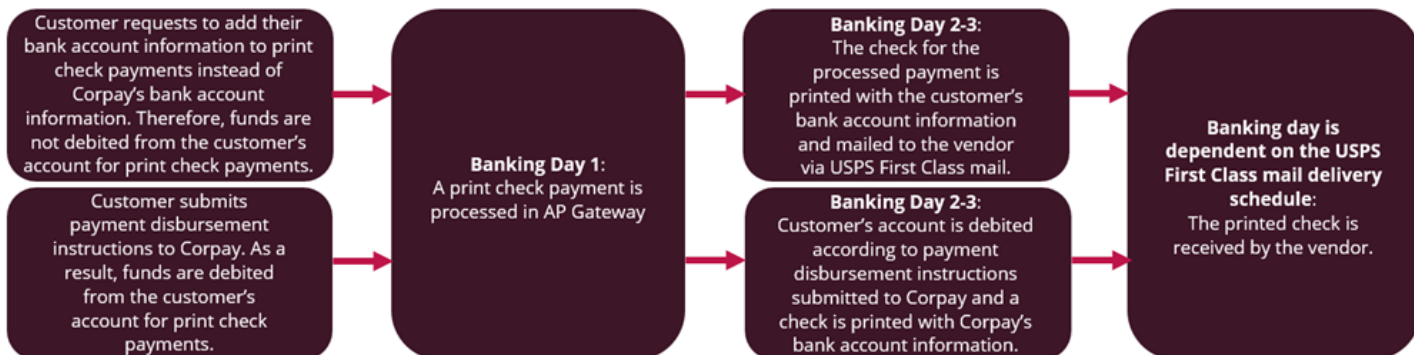 Customer requests to add their
bank account information to print
check payments instead of
Corpay's bank account
information. Therefore, funds are
not debited from the customer's
account for print check payments.
Customer submits
payment disbursement
instructions to Corpay. As a
result, funds are debited
from the customer's
account for print check
payments.
Banking Day 1:
A print check payment is
processed in AP Gateway
Banking Day 2-3:
The check for the
processed payment is
printed with the customer's
bank account information
and mailed to the vendor
via USPS First Class mail.
Banking Day 2-3:
Customer's account is debited
according to payment
disbursement instructions
submitted to Corpay and a
check is printed with Corpay's
bank account information.
Banking day is
dependent on the USPS
First Class mail delivery
schedule:
The printed check is
received by the vendor.